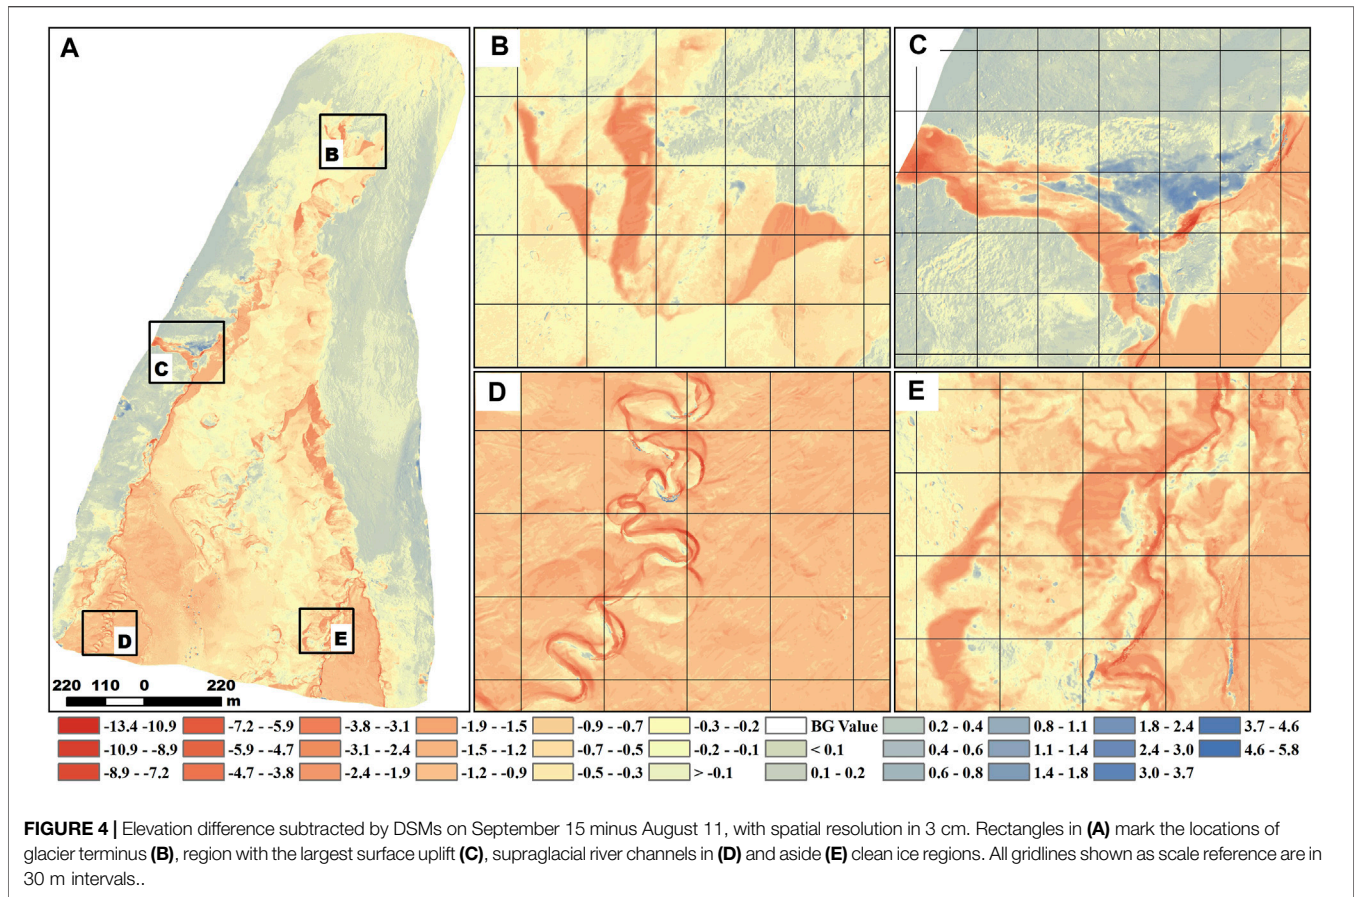 A
B
C
D
E
B
C
D
E
220 110 0 220
m
-13.4 -10.9 -7.2 - -5.9 -3.8 - -3.1 -1.9 - -1.5 -0.9 - -0.7 -0.3 - -0.2 BG Value 0.2 - 0.4 0.8 - 1.1 1.8 - 2.4 3.7 - 4.6
-10.9 - -8.9 -5.9 - -4.7 -3.1 - -2.4 -1.5 - -1.2 -0.7 - -0.5 -0.2 - -0.1 < 0.1 0.4 - 0.6 1.1 - 1.4 2.4 - 3.0 4.6 - 5.8
-8.9 - -7.2 -4.7 - -3.8 -2.4 - -1.9 -1.2 - -0.9 -0.5 - -0.3 > -0.1 0.1 - 0.2 0.6 - 0.8 1.4 - 1.8 3.0 - 3.7
FIGURE 4 | Elevation difference subtracted by DSMs on September 15 minus August 11, with spatial resolution in 3 cm. Rectangles in (A) mark the locations of
glacier terminus (B), region with the largest surface uplift (C), supraglacial river channels in (D) and aside (E) clean ice regions. All gridlines shown as scale reference are in
30 m intervals..